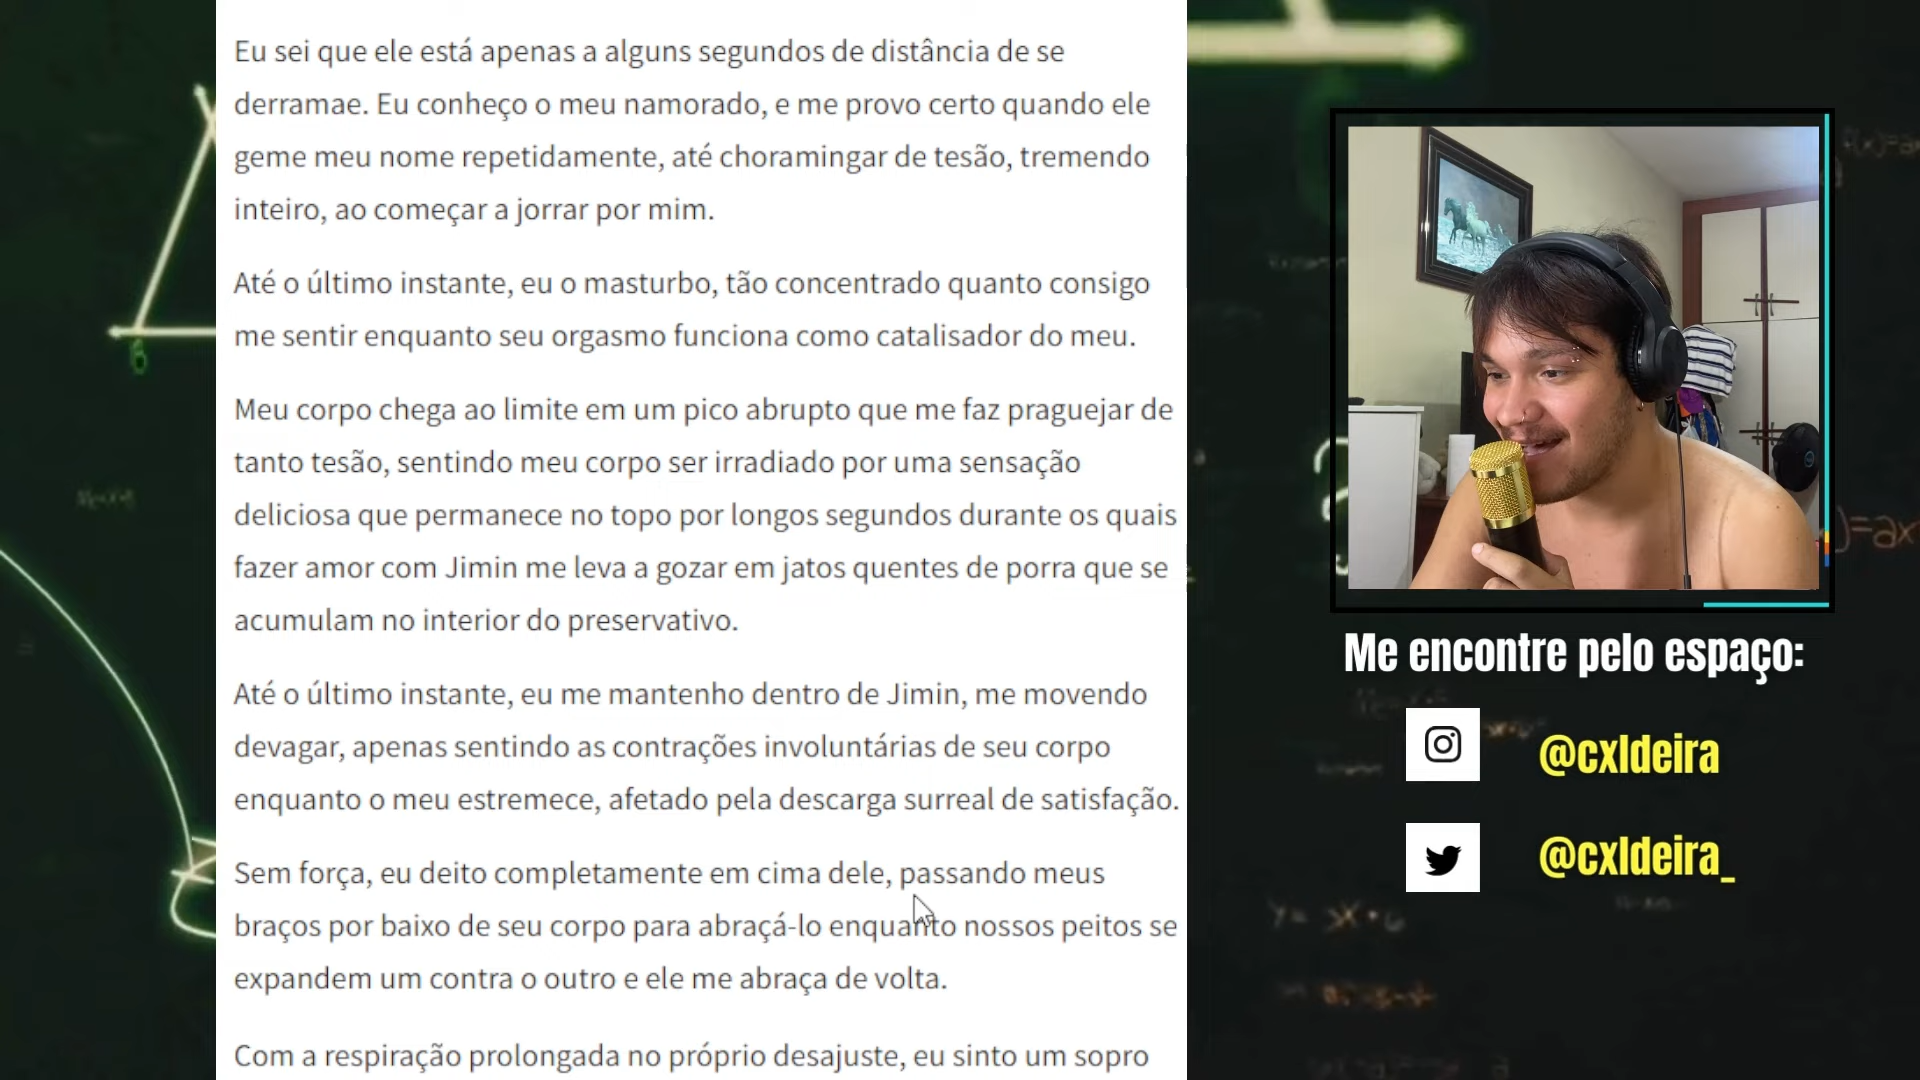 Eu sei que ele está apenas a alguns segundos de distância de se
derramae. Eu conheço o meu namorado, e me provo certo quando ele
geme meu nome repetidamente, até choramingar de tesão, tremendo
inteiro, ao começar a jorrar por mim.
Até o último instante, eu o masturbo, tão concentrado quanto consigo
me sentir enquanto seu orgasmo funciona como catalisador do meu.
Meu corpo chega ao limite em um pico abrupto que me faz praguejar de
tanto tesão, sentindo meu corpo ser irradiado por uma sensação
deliciosa que permanece no topo por longos segundos durante os quais
fazer amor com Jimin me leva a gozar em jatos quentes de porra que se
acumulam no interior do preservativo.
Até o último instante, eu me mantenho dentro de Jimin, me movendo
devagar, apenas sentindo as contrações involuntárias de seu corpo
enquanto o meu estremece, afetado pela descarga surreal de satisfação.
Sem força, eu deito completamente em cima dele, passando meus
braços por baixo de seu corpo para abraçá-lo enquanto nossos peitos se
expandem um contra o outro e ele me abraça de volta.
Com a respiração prolongada no próprio desajuste, eu sinto um sopro
Me encontre pelo espaço:
@cxldeira
@cxldeira_